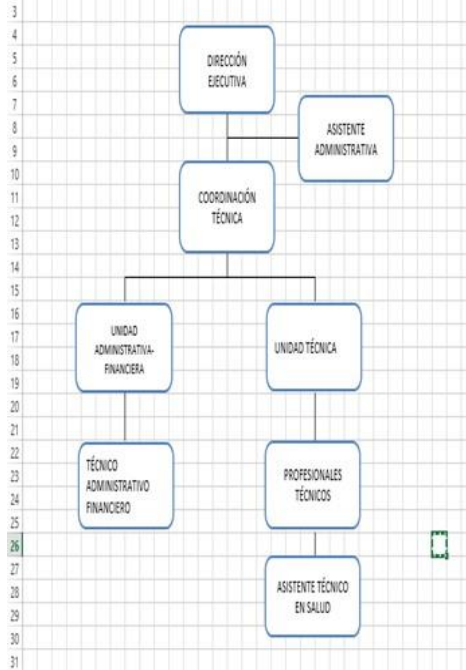 3
4
5
6
7
8
9
10
11
12
13
14
15
16
17
18
19
20
21
22
23
24
25
26
27
28
29
30
31
DIRECCIÓN
EJECUTIVA
ASISTENTE
ADMINISTRATIVA
COORDINACIÓN
TÉCNICA
UNIDAD
ADMINISTRATIVA-
FINANCIERA
UNIDAD TÉCNICA
TÉCNICO
ADMINISTRATIVO
FINANCIERO
PROFESIONALES
TÉCNICOS
ASISTENTE TÉCNICO
EN SALUD